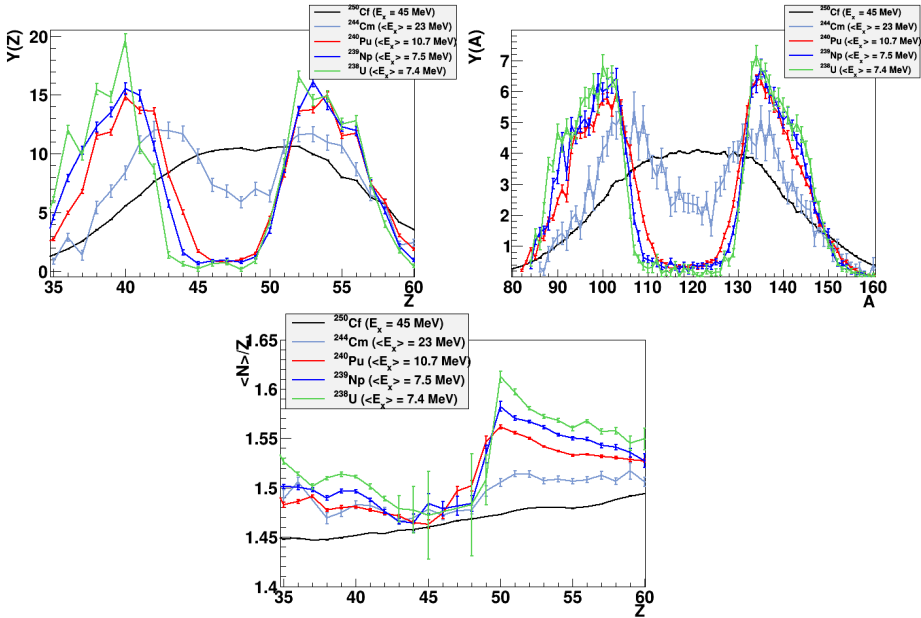 Y(Z)
²⁵⁰Cf (Eₓ = 45 MeV)
²⁴⁴Cm (<Eₓ> = 23 MeV)
²⁴⁰Pu (<Eₓ> = 10.7 MeV)
²³⁹Np (<Eₓ> = 7.5 MeV)
²³⁸U (<Eₓ> = 7.4 MeV)
20
15
10
5
0
35 40 45 50 55 60
Z
Y(A)
²⁵⁰Cf (Eₓ = 45 MeV)
²⁴⁴Cm (<Eₓ> = 23 MeV)
²⁴⁰Pu (<Eₓ> = 10.7 MeV)
²³⁹Np (<Eₓ> = 7.5 MeV)
²³⁸U (<Eₓ> = 7.4 MeV)
7
6
5
4
3
2
1
80 90 100 110 120 130 140 150 160
A
<N>/Z
²⁵⁰Cf (Eₓ = 45 MeV)
²⁴⁴Cm (<Eₓ> = 23 MeV)
²⁴⁰Pu (<Eₓ> = 10.7 MeV)
²³⁹Np (<Eₓ> = 7.5 MeV)
²³⁸U (<Eₓ> = 7.4 MeV)
1.65
1.6
1.55
1.5
1.45
1.4
35 40 45 50 55 60
Z